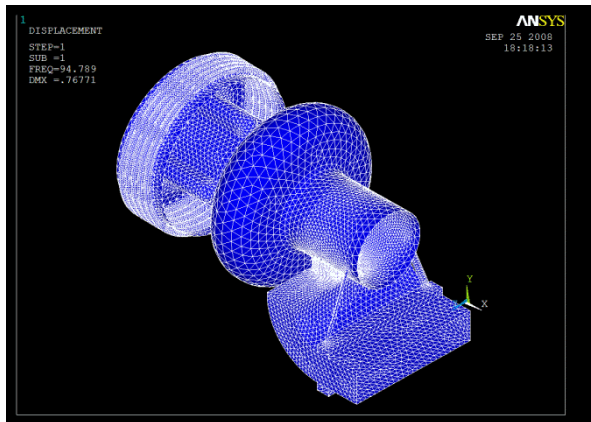 1
DISPLACEMENT
STEP=1
SUB =1
FREQ=94.789
DMX =.76771
ANSYS
SEP 25 2008
18:18:13
Y
X